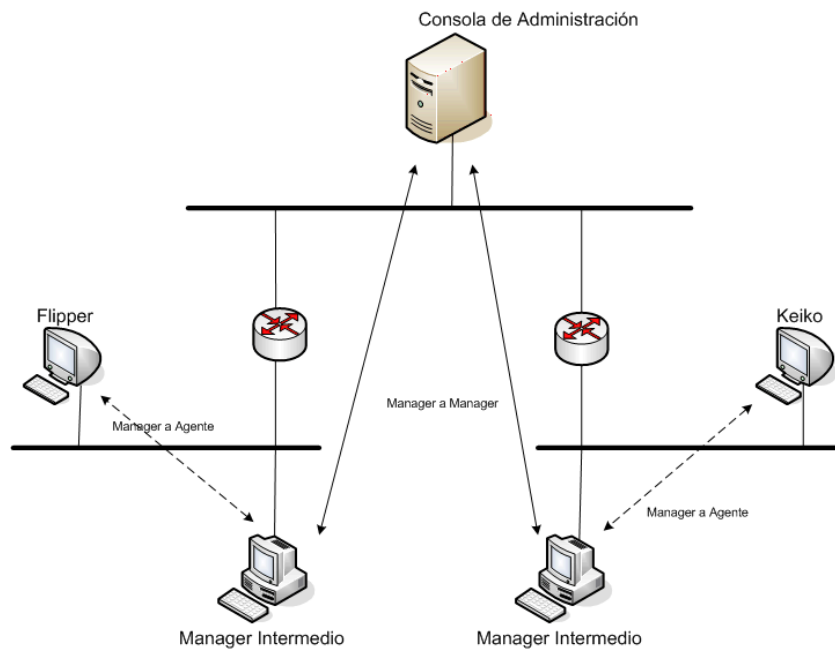 Consola de Administración
Flipper
Keiko
Manager a Manager
Manager a Agente
Manager a Agente
Manager Intermedio
Manager Intermedio